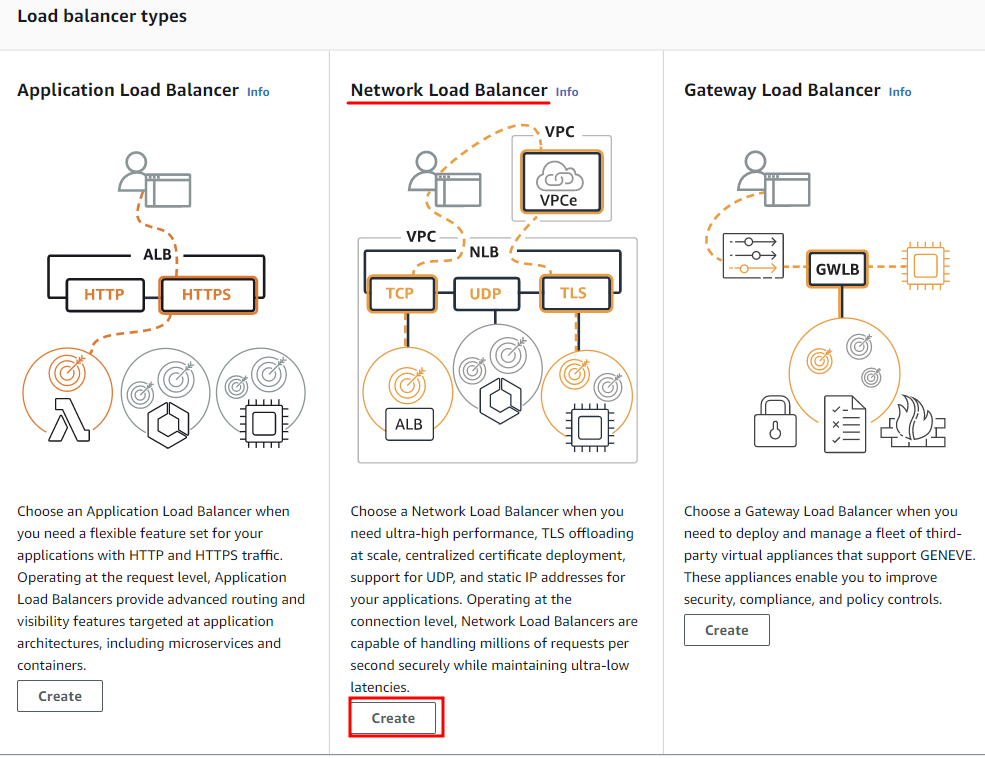 Load balancer types
Application Load Balancer Info
ALB
HTTP
HTTPS
Choose an Application Load Balancer when
you need a flexible feature set for your
applications with HTTP and HTTPS traffic.
Operating at the request level, Application
Load Balancers provide advanced routing and
visibility features targeted at application
architectures, including microservices and
containers.
Create
Network Load Balancer Info
VPC
VPCe
VPC
NLB
TCP
UDP
TLS
ALB
Choose a Network Load Balancer when you
need ultra-high performance, TLS offloading
at scale, centralized certificate deployment,
support for UDP, and static IP addresses for
your applications. Operating at the
connection level, Network Load Balancers are
capable of handling millions of requests per
second securely while maintaining ultra-low
latencies.
Create
Gateway Load Balancer Info
GWLB
Choose a Gateway Load Balancer when you
need to deploy and manage a fleet of third-
party virtual appliances that support GENEVE.
These appliances enable you to improve
security, compliance, and policy controls.
Create